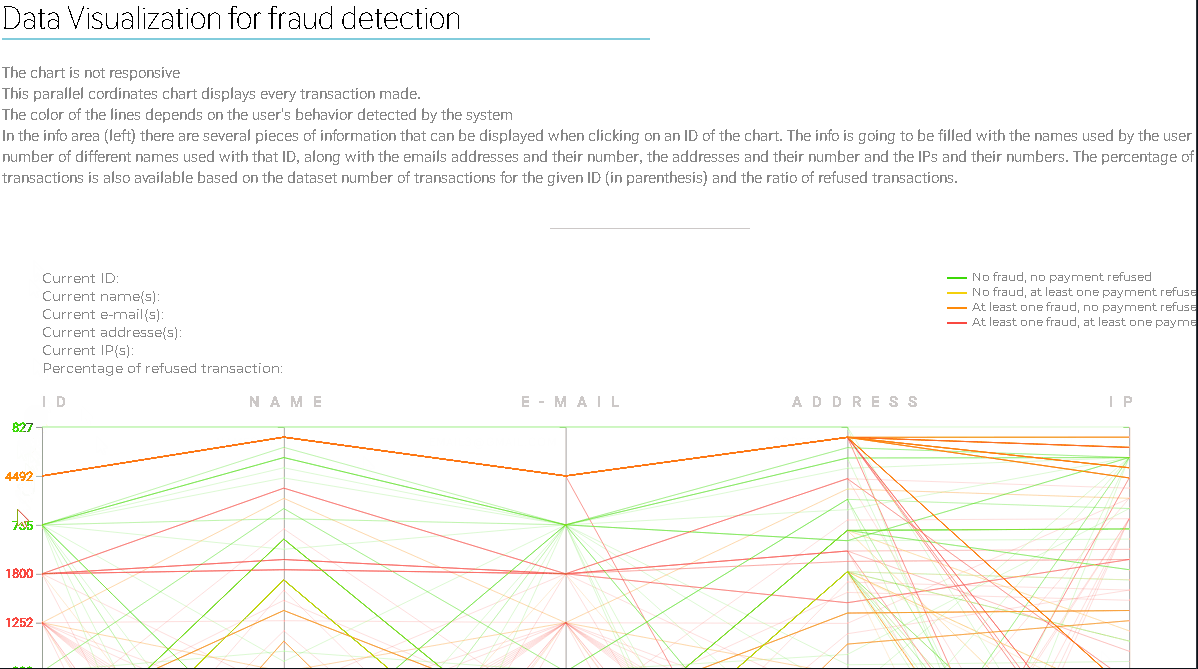 Data Visualization for fraud detection
The chart is not responsive
This parallel cordinates chart displays every transaction made.
The color of the lines depends on the user's behavior detected by the system
In the info area (left) there are several pieces of information that can be displayed when clicking on an ID of the chart. The info is going to be filled with the names used by the user
number of different names used with that ID, along with the emails addresses and their number, the addresses and their number and the IPs and their numbers. The percentage of
transactions is also available based on the dataset number of transactions for the given ID (in parenthesis) and the ratio of refused transactions.
Current ID:
Current name(s):
Current e-mail(s):
Current addresse(s):
Current IP(s):
Percentage of refused transaction:
No fraud, no payment refused
No fraud, at least one payment refuse
At least one fraud, no payment refuse
At least one fraud, at least one payme
ID NAME E-MAIL ADDRESS IP
827
4492
1800
1252